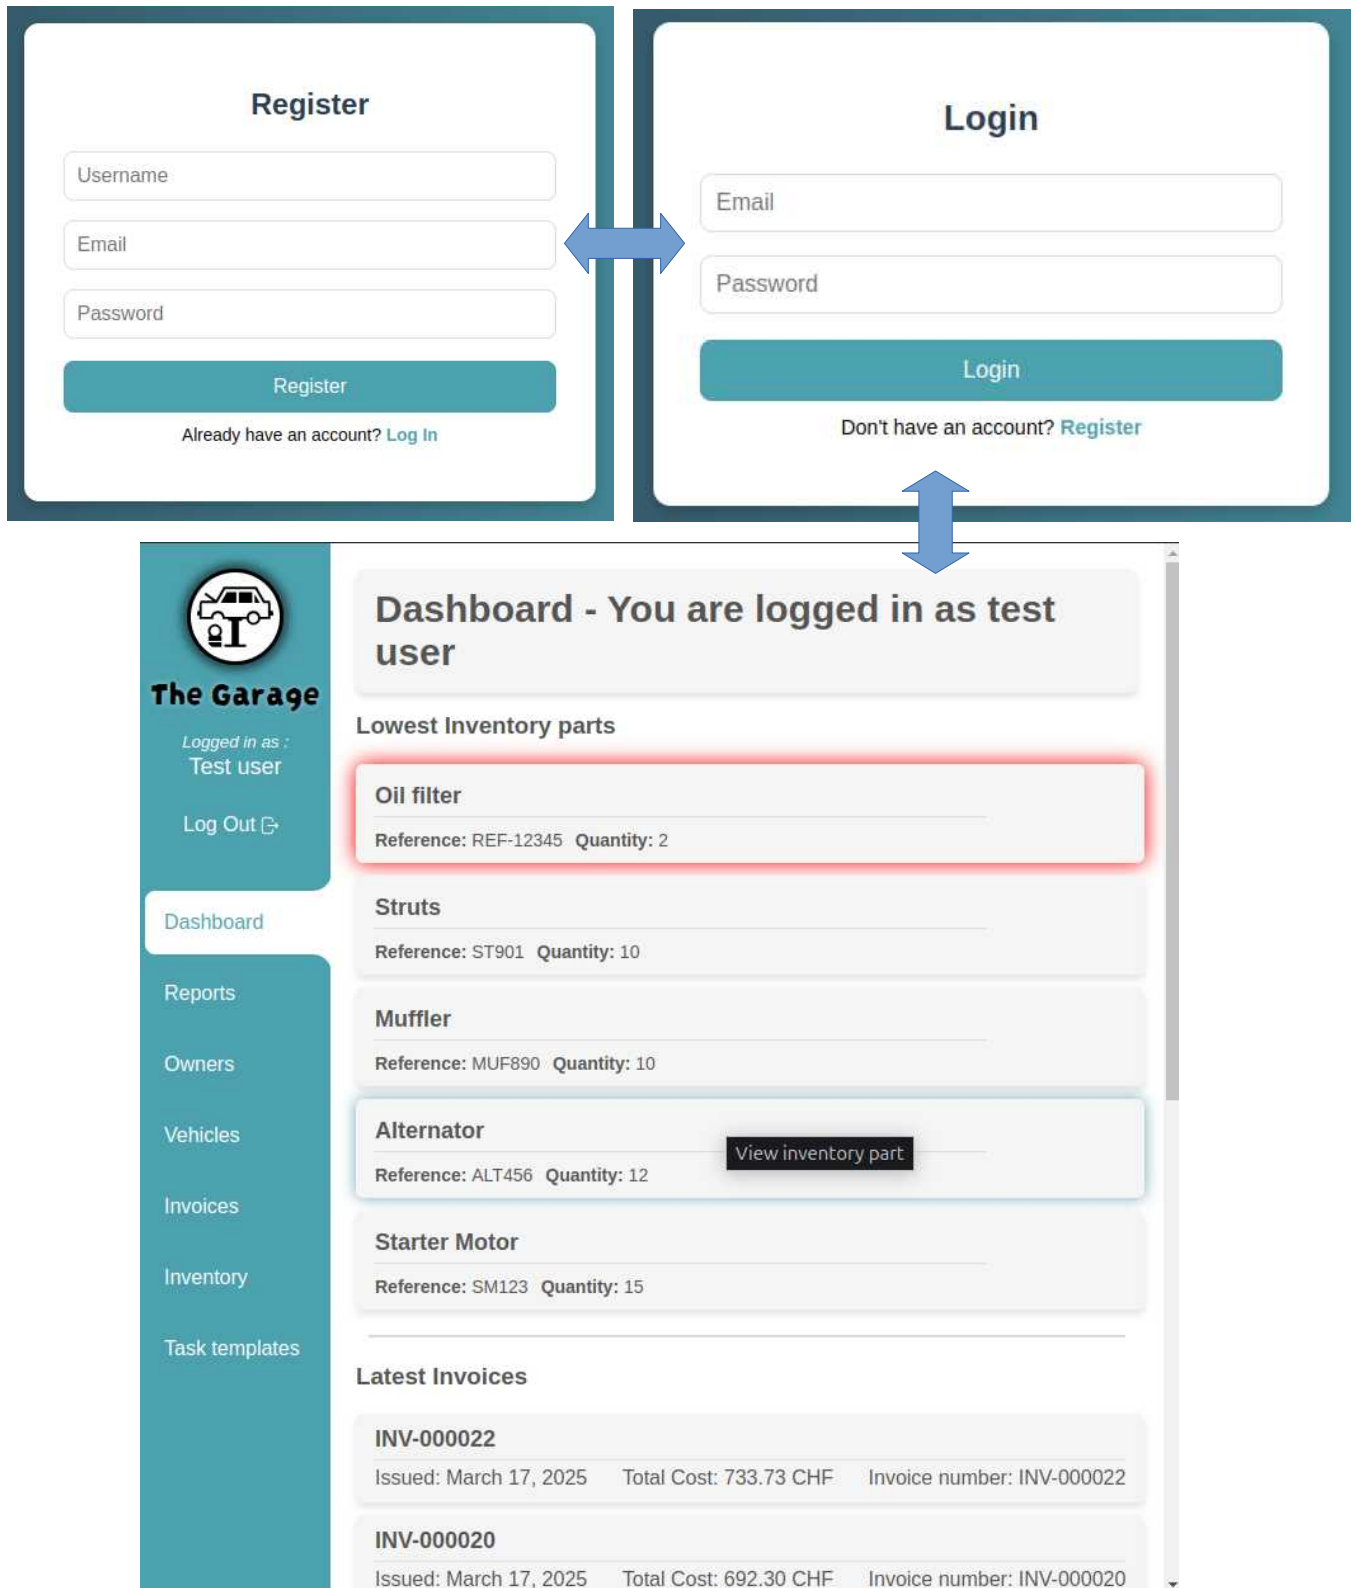 Register
Username
Email
Password
Register
Already have an account? Log In
Login
Email
Password
Login
Don't have an account? Register
The Garage
Logged in as :
Test user
Log Out
Dashboard
Reports
Owners
Vehicles
Invoices
Inventory
Task templates
Dashboard - You are logged in as test
user
Lowest Inventory parts
Oil filter
Reference: REF-12345 Quantity: 2
Struts
Reference: ST901 Quantity: 10
Muffler
Reference: MUF890 Quantity: 10
Alternator
View inventory part
Reference: ALT456 Quantity: 12
Starter Motor
Reference: SM123 Quantity: 15
Latest Invoices
INV-000022
Issued: March 17, 2025 Total Cost: 733.73 CHF Invoice number: INV-000022
INV-000020
Issued: March 17, 2025 Total Cost: 692.30 CHF Invoice number: INV-000020